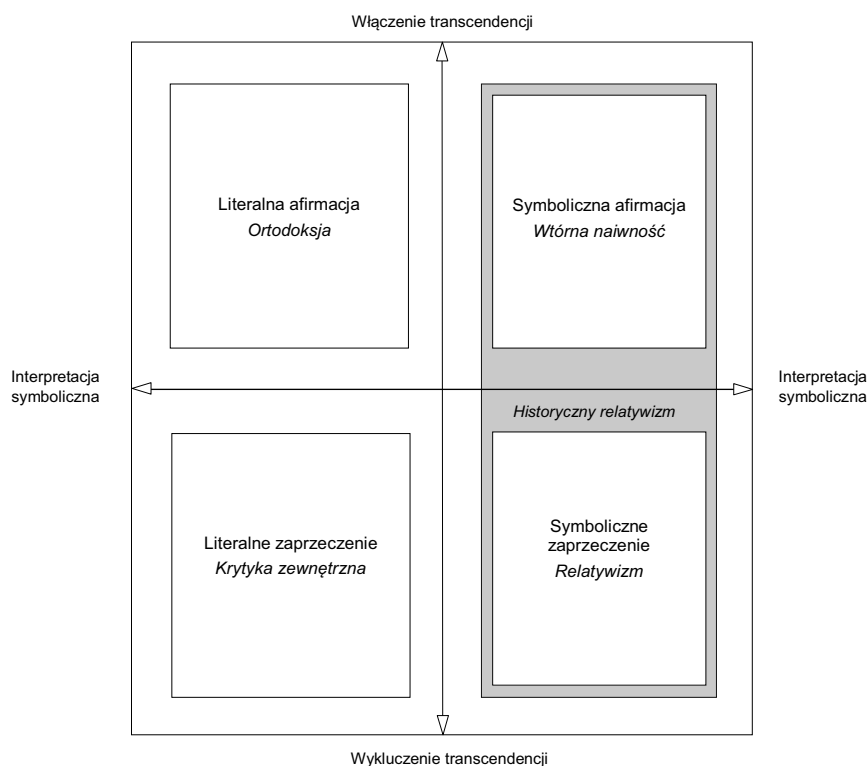 Włączenie transcendencji
Literalna afirmacja
Ortodoksja
Symboliczna afirmacja
Wtórna naiwność
Interpretacja
symboliczna
Interpretacja
symboliczna
Historyczny relatywizm
Literalne zaprzeczenie
Krytyka zewnętrzna
Symboliczne
zaprzeczenie
Relatywizm
Wykluczenie transcendencji